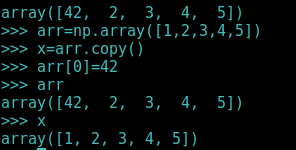 array([42,  2,  3,  4,  5])
>>> arr=np.array([1,2,3,4,5])
>>> x=arr.copy()
>>> arr[0]=42
>>> arr
array([42,  2,  3,  4,  5])
>>> x
array([1, 2, 3, 4, 5])